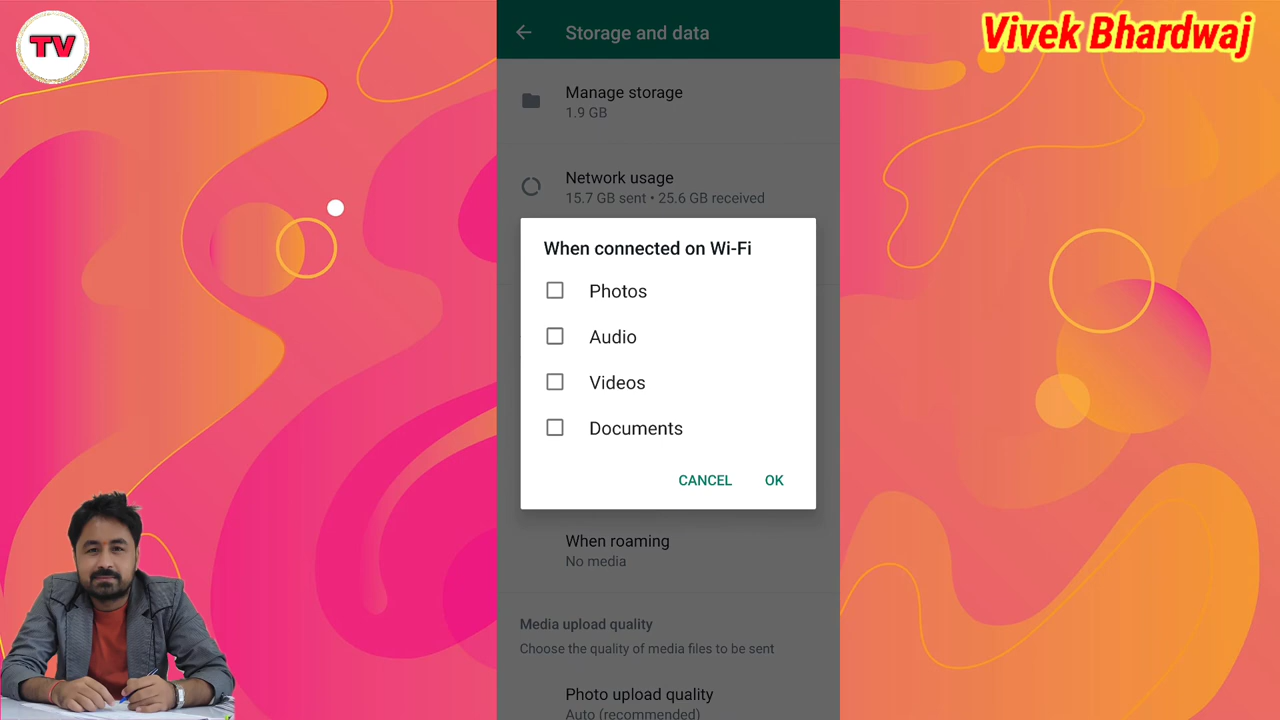 TV
Vivek Bhardwaj
Storage and data
Manage storage
1.9 GB
Network usage
15.7 GB sent • 25.6 GB received
When connected on Wi-Fi
Photos
Audio
Videos
Documents
CANCEL OK
When roaming
No media
Media upload quality
Choose the quality of media files to be sent
Photo upload quality
Auto (recommended)